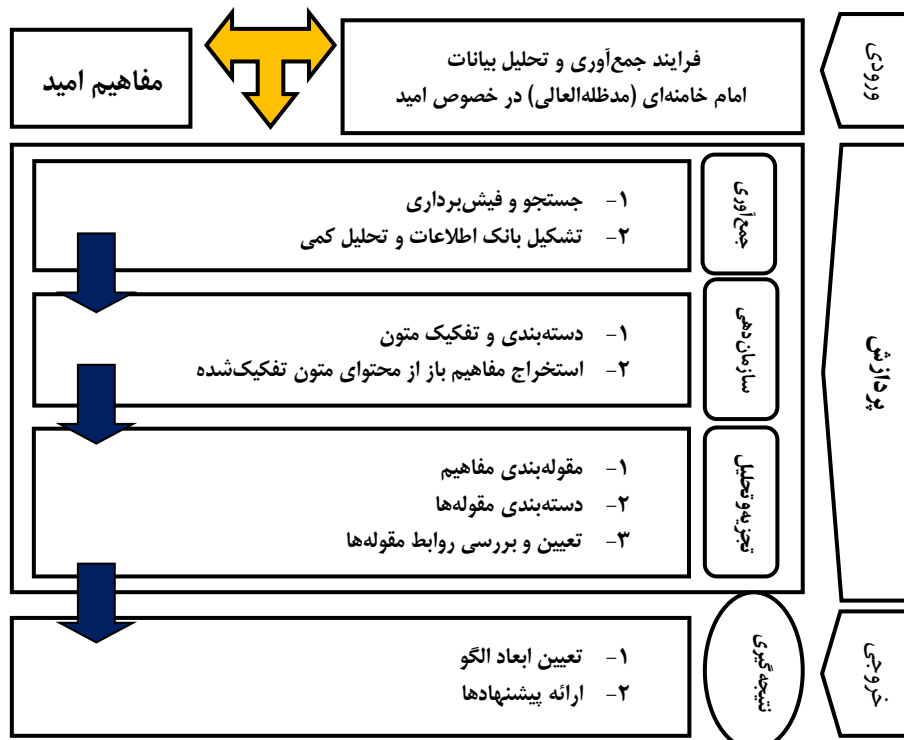 ورودی
فرایند جمع‌آوری و تحلیل بیانات
امام خامنه‌ای (مدظله‌العالی) در خصوص امید
مفاهیم امید
پردازش
جمع‌آوری
۱- جستجو و فیش‌برداری
۲- تشکیل بانک اطلاعات و تحلیل کمی
سازمان‌دهی
۱- دسته‌بندی و تفکیک متون
۲- استخراج مفاهیم باز از محتوای متون تفکیک‌شده
تجزیه‌وتحلیل
۱- مقوله‌بندی مفاهیم
۲- دسته‌بندی مقوله‌ها
۳- تعیین و بررسی روابط مقوله‌ها
خروجی
نتیجه‌گیری
۱- تعیین ابعاد الگو
۲- ارائه پیشنهادها